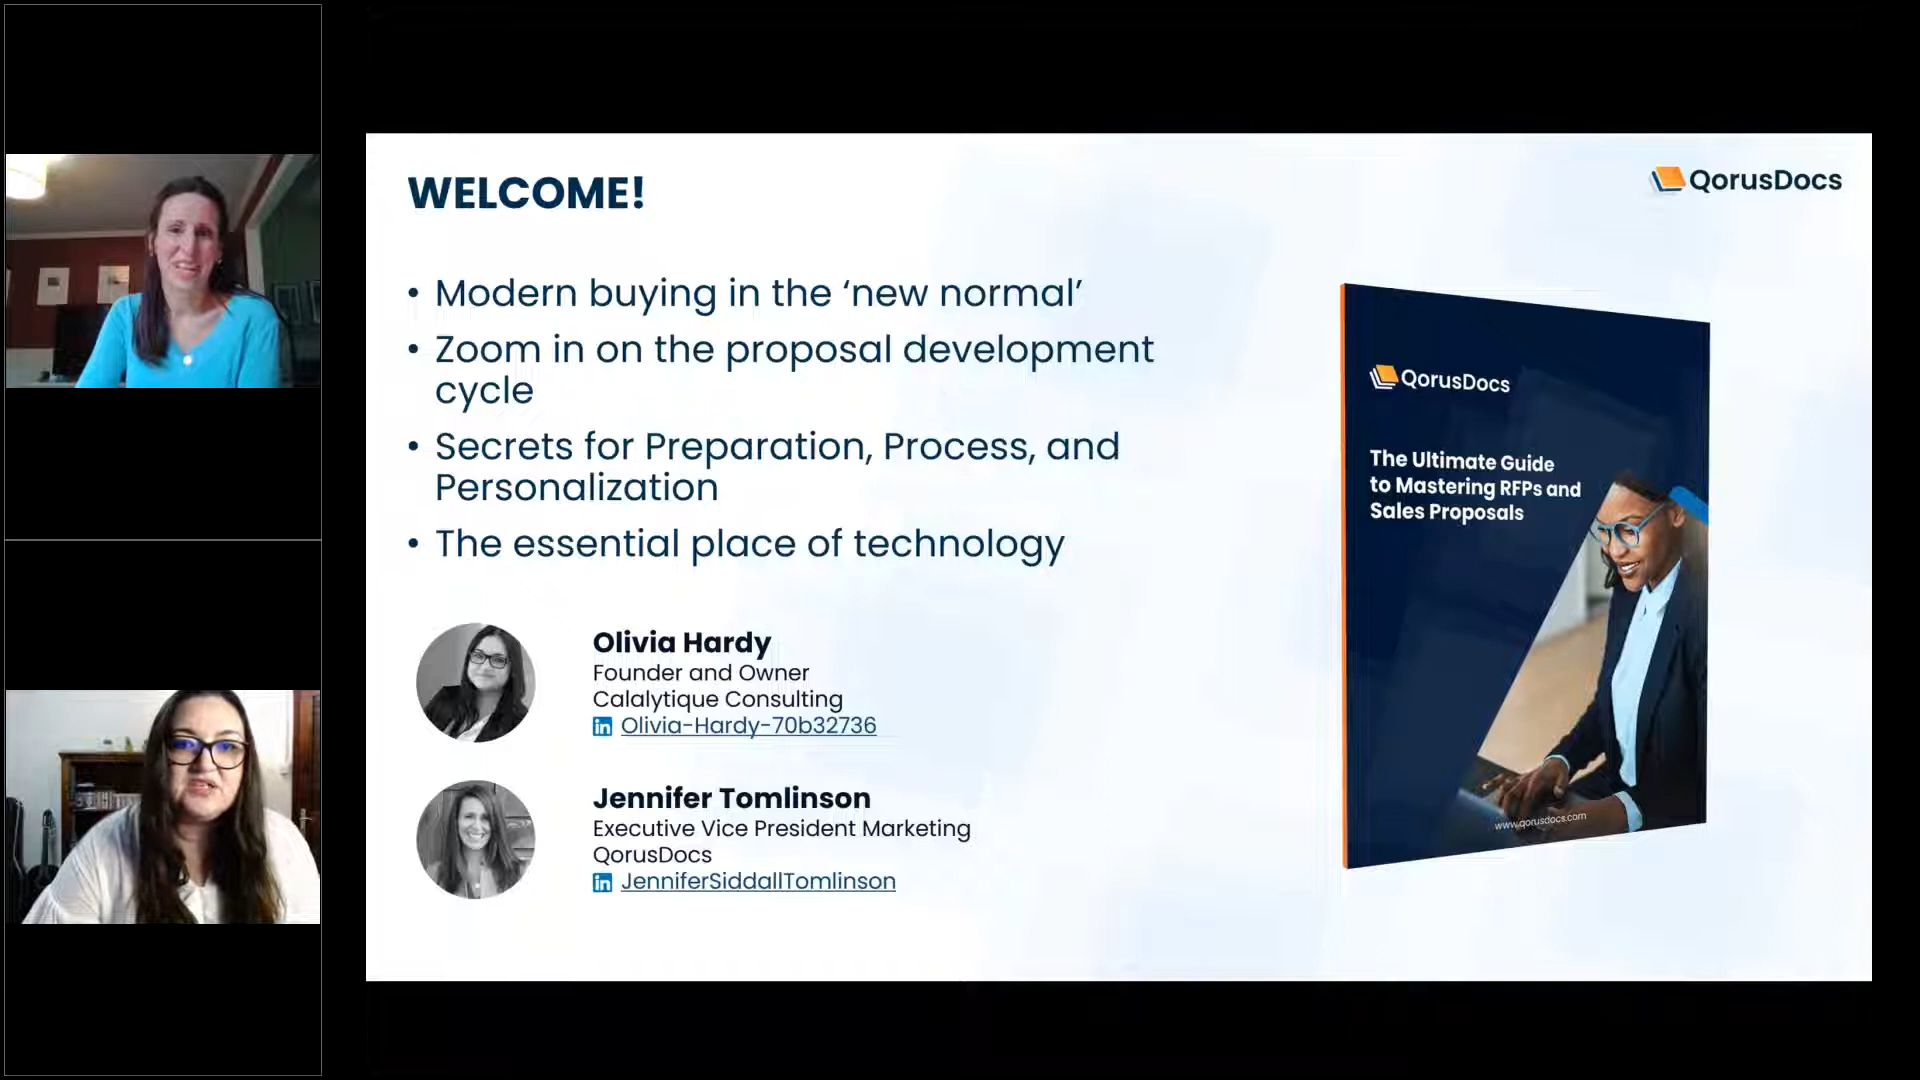 WELCOME!
QorusDocs
• Modern buying in the ‘new normal’
• Zoom in on the proposal development
cycle
• Secrets for Preparation, Process, and
Personalization
• The essential place of technology
Olivia Hardy
Founder and Owner
Calalytique Consulting
in Olivia-Hardy-70b32736
Jennifer Tomlinson
Executive Vice President Marketing
QorusDocs
in JenniferSiddallTomlinson
QorusDocs
The Ultimate Guide
to Mastering RFPs and
Sales Proposals
www.qorusdocs.com